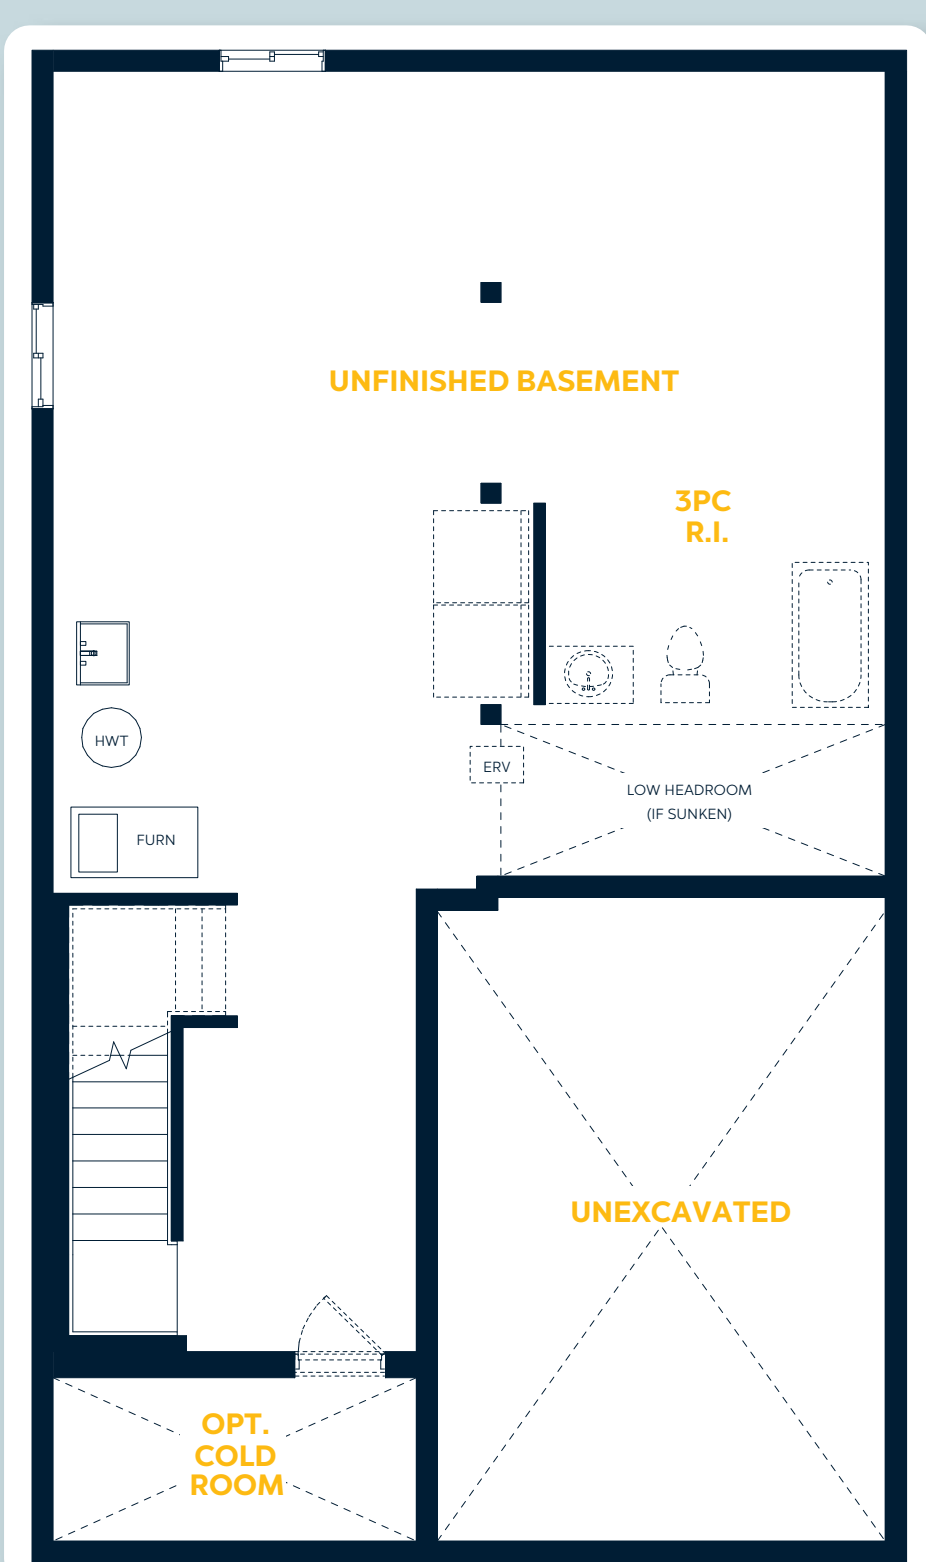 UNFINISHED BASEMENT
3PC
R.I.
HWT
ERV
LOW HEADROOM
(IF SUNKEN)
FURN
UNEXCAVATED
OPT.
COLD
ROOM